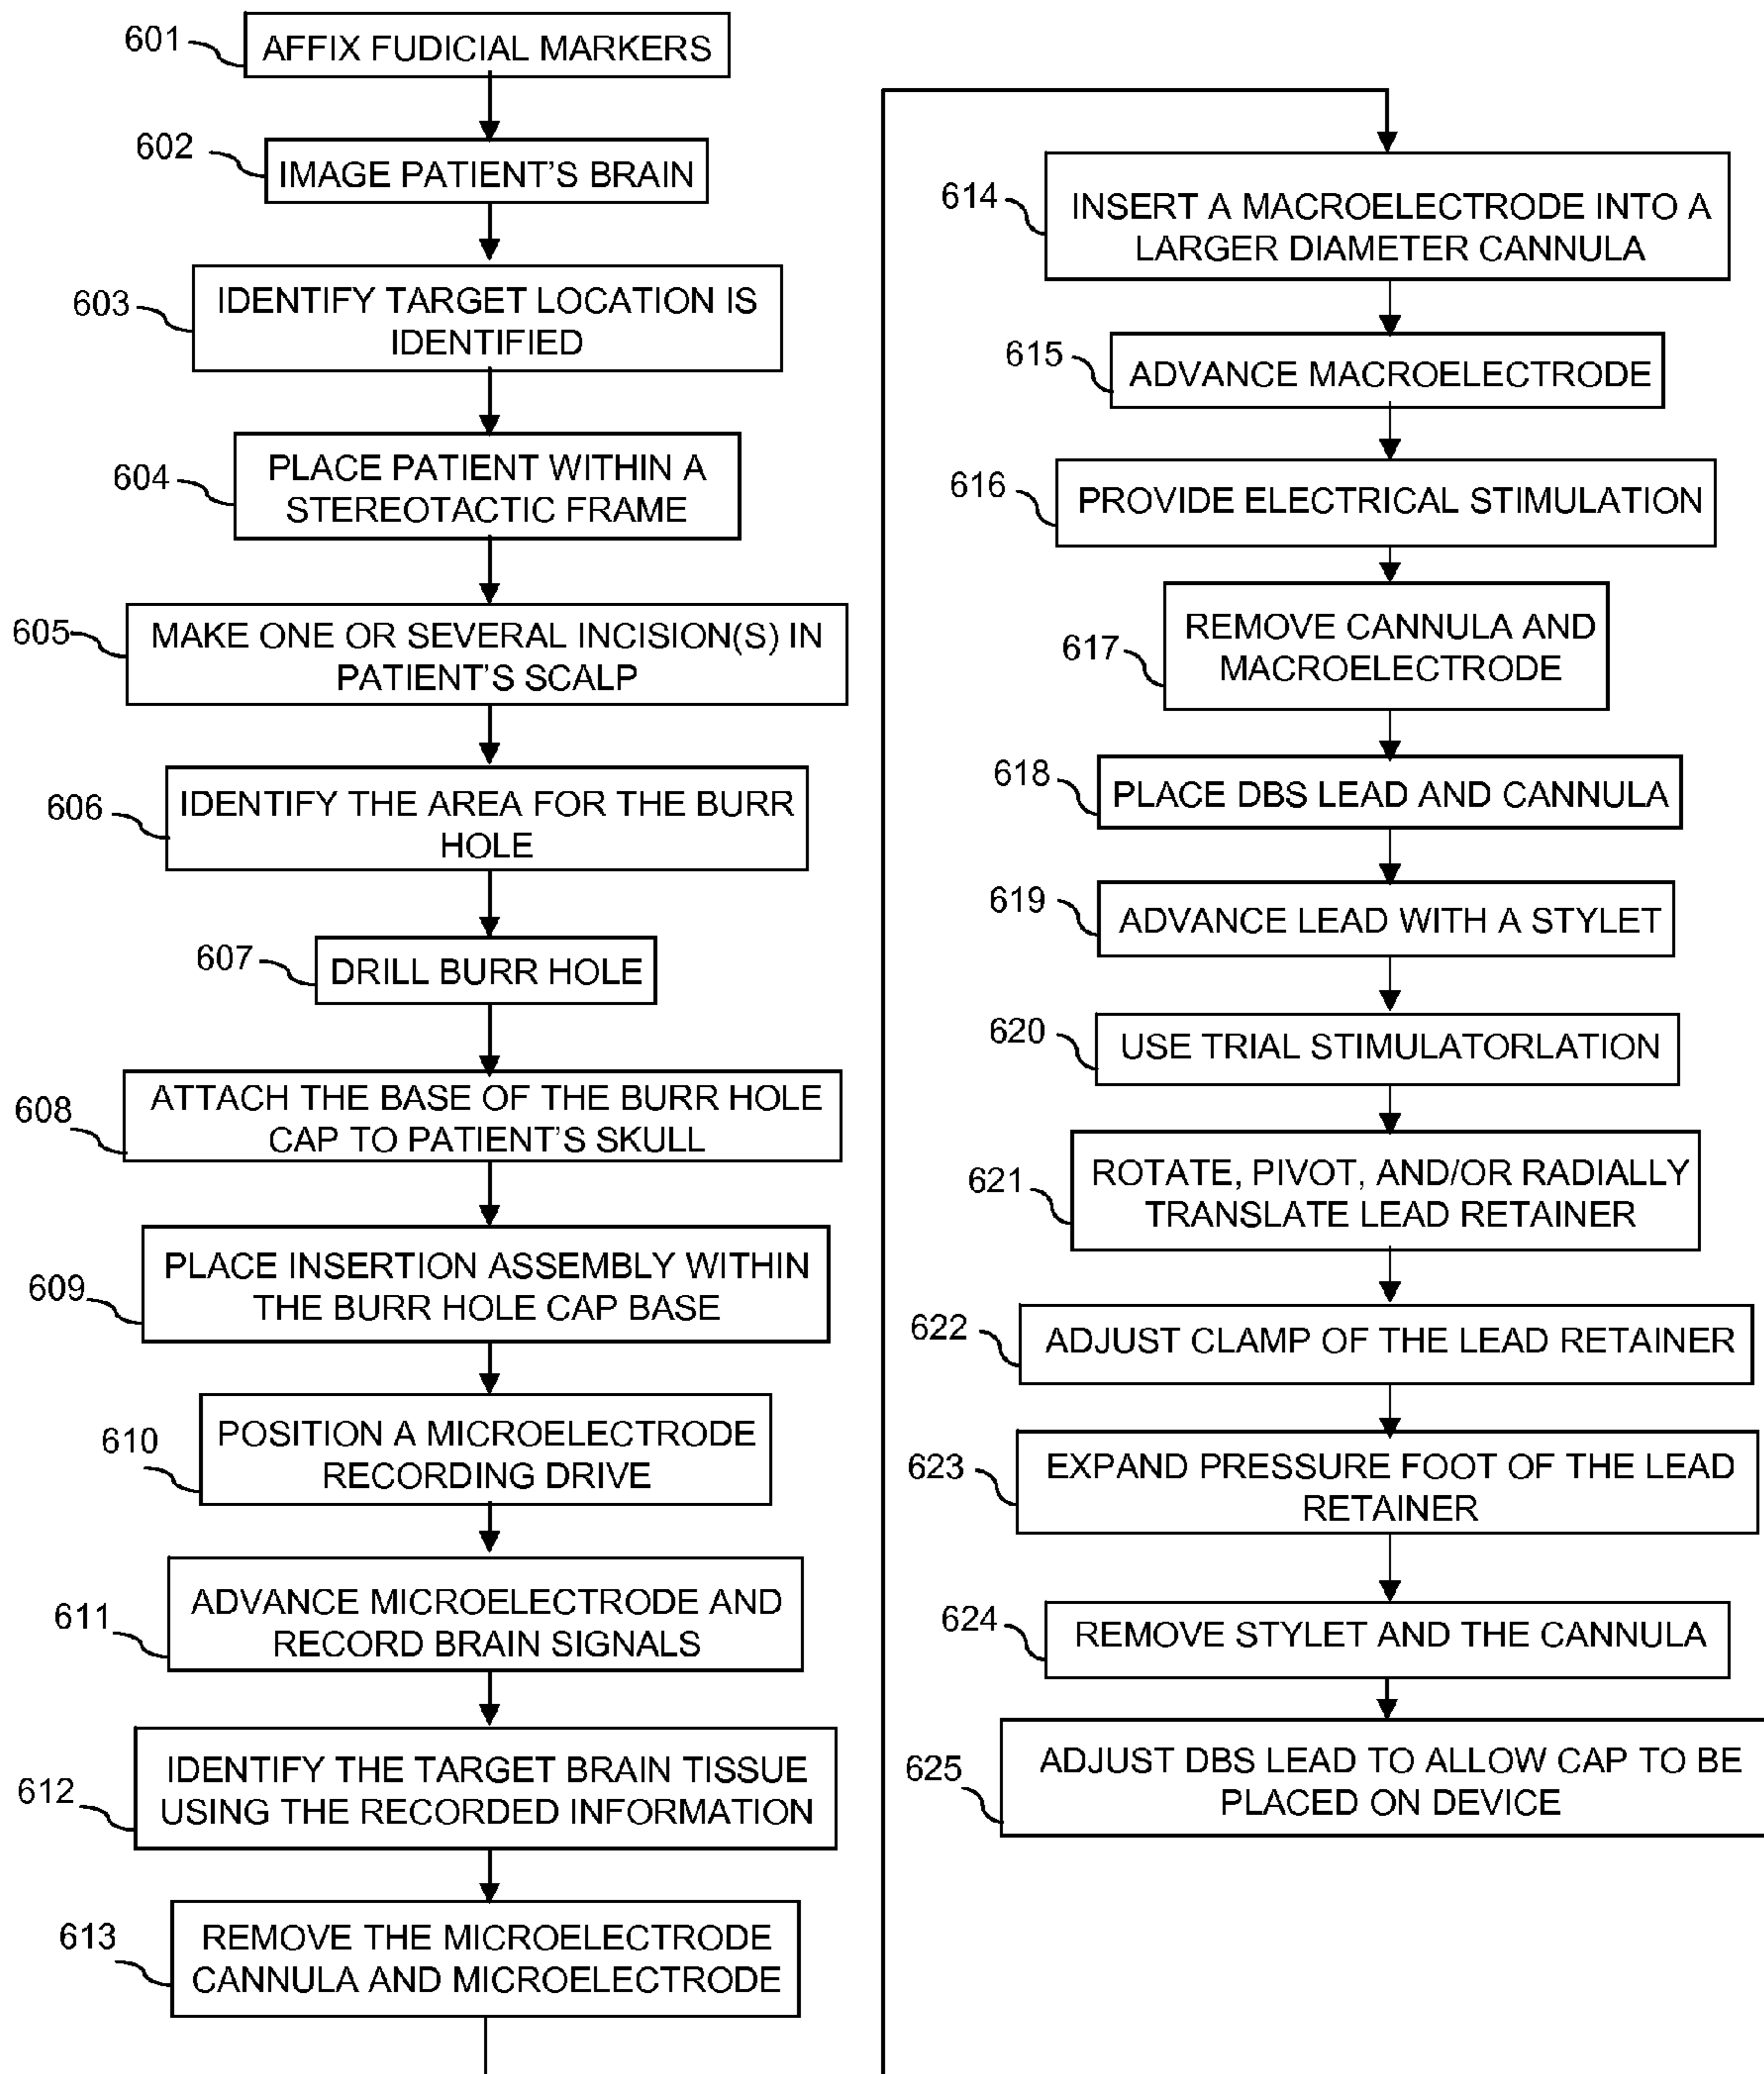 601
AFFIX FUDICIAL MARKERS
602
IMAGE PATIENT'S BRAIN
603
IDENTIFY TARGET LOCATION IS
IDENTIFIED
604
PLACE PATIENT WITHIN A
STEREOTACTIC FRAME
605
MAKE ONE OR SEVERAL INCISION(S) IN
PATIENT'S SCALP
606
IDENTIFY THE AREA FOR THE BURR
HOLE
607
DRILL BURR HOLE
608
ATTACH THE BASE OF THE BURR HOLE
CAP TO PATIENT'S SKULL
609
PLACE INSERTION ASSEMBLY WITHIN
THE BURR HOLE CAP BASE
610
POSITION A MICROELECTRODE
RECORDING DRIVE
611
ADVANCE MICROELECTRODE AND
RECORD BRAIN SIGNALS
612
IDENTIFY THE TARGET BRAIN TISSUE
USING THE RECORDED INFORMATION
613
REMOVE THE MICROELECTRODE
CANNULA AND MICROELECTRODE
614
INSERT A MACROELECTRODE INTO A
LARGER DIAMETER CANNULA
615
ADVANCE MACROELECTRODE
616
PROVIDE ELECTRICAL STIMULATION
617
REMOVE CANNULA AND
MACROELECTRODE
618
PLACE DBS LEAD AND CANNULA
619
ADVANCE LEAD WITH A STYLET
620
USE TRIAL STIMULATORLATION
621
ROTATE, PIVOT, AND/OR RADIALLY
TRANSLATE LEAD RETAINER
622
ADJUST CLAMP OF THE LEAD RETAINER
623
EXPAND PRESSURE FOOT OF THE LEAD
RETAINER
624
REMOVE STYLET AND THE CANNULA
625
ADJUST DBS LEAD TO ALLOW CAP TO BE
PLACED ON DEVICE